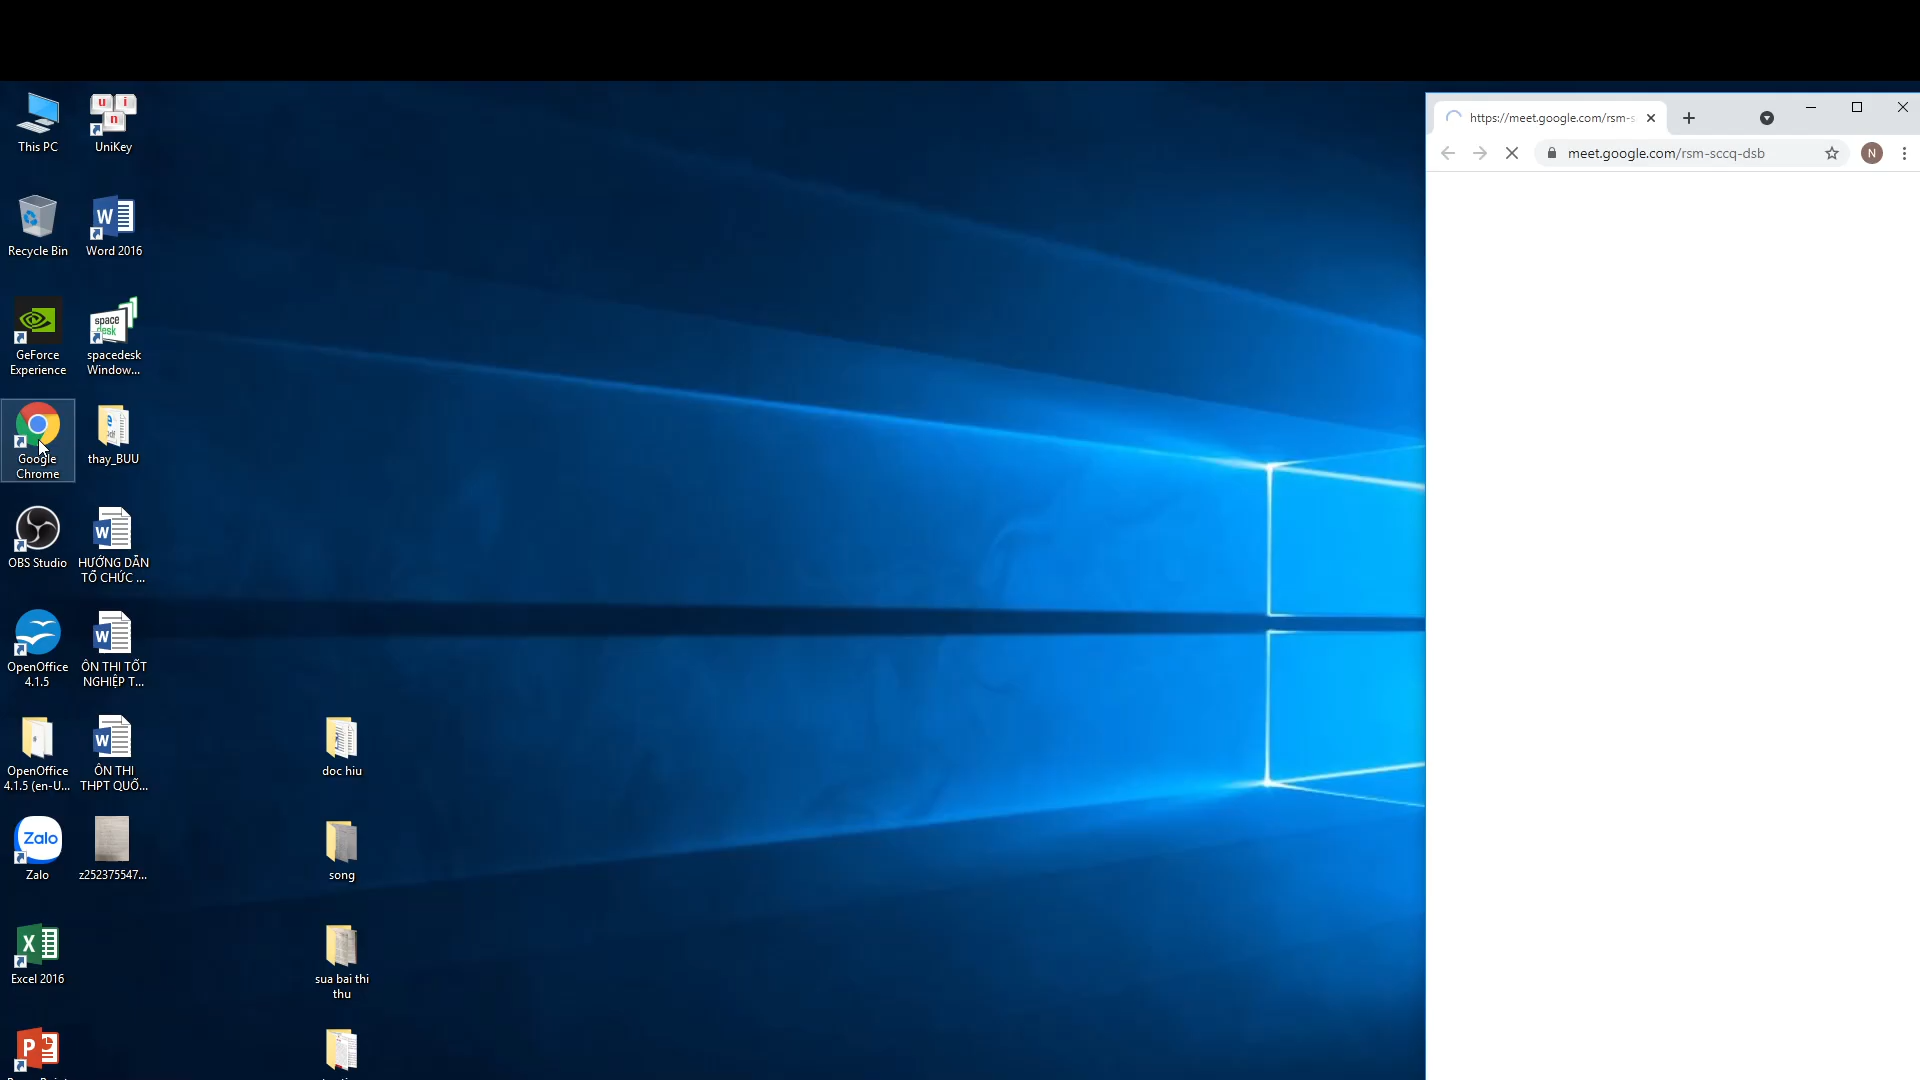 This PC
u i
n
UniKey
Recycle Bin
W
Word 2016
GeForce
Experience
space
desk
spacedesk
Window...
Google
Chrome
thay_BUU
OBS Studio
W
HƯỚNG DẪN
TỔ CHỨC ...
OpenOffice
4.1.5
W
ÔN THI TỐT
NGHIỆP T...
OpenOffice
4.1.5 (en-U...
W
ÔN THI
THPT QUỐ...
doc hiu
Zalo
Zalo
z252375547...
song
X
Excel 2016
sua bai thi
thu
P
https://meet.google.com/rsm-s
meet.google.com/rsm-sccq-dsb
N